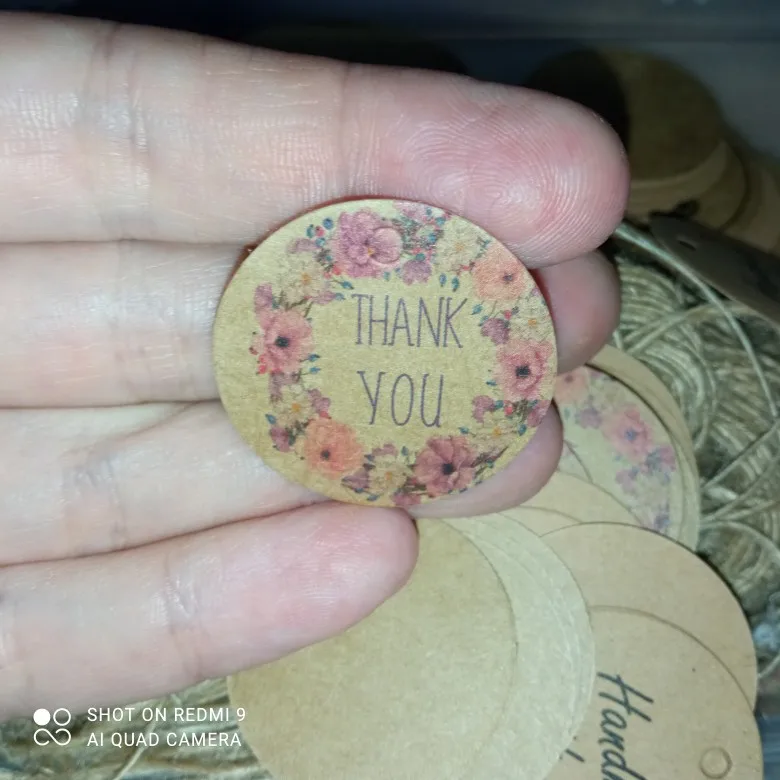 THANK
YOU
SHOT ON REDMI 9
AI QUAD CAMERA